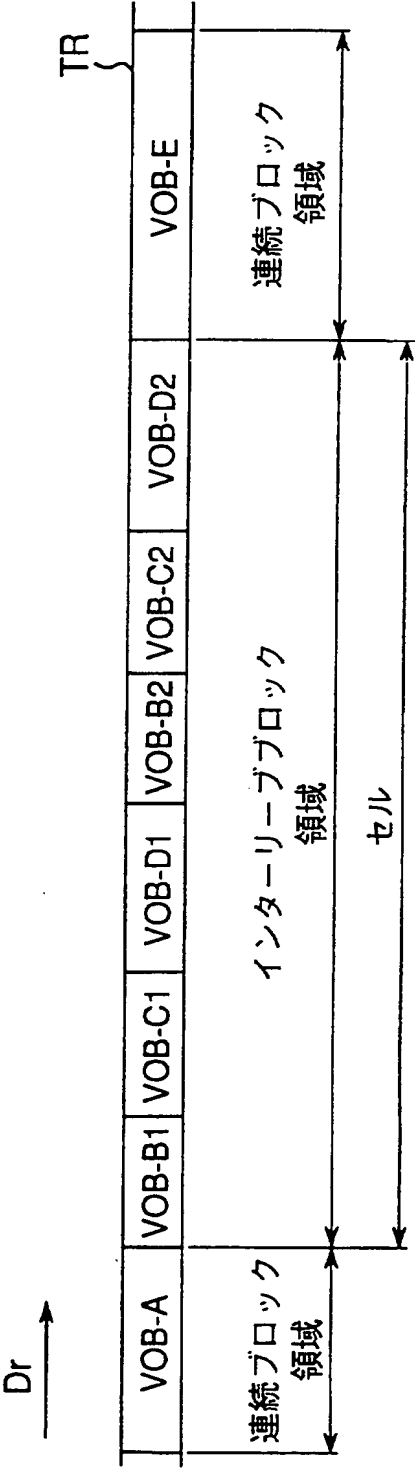 Dr
TR
VOB-A
VOB-B1
VOB-C1
VOB-D1
VOB-B2
VOB-C2
VOB-D2
VOB-E
連続ブロック
領域
インターリーブブロック
領域
連続ブロック
領域
セル